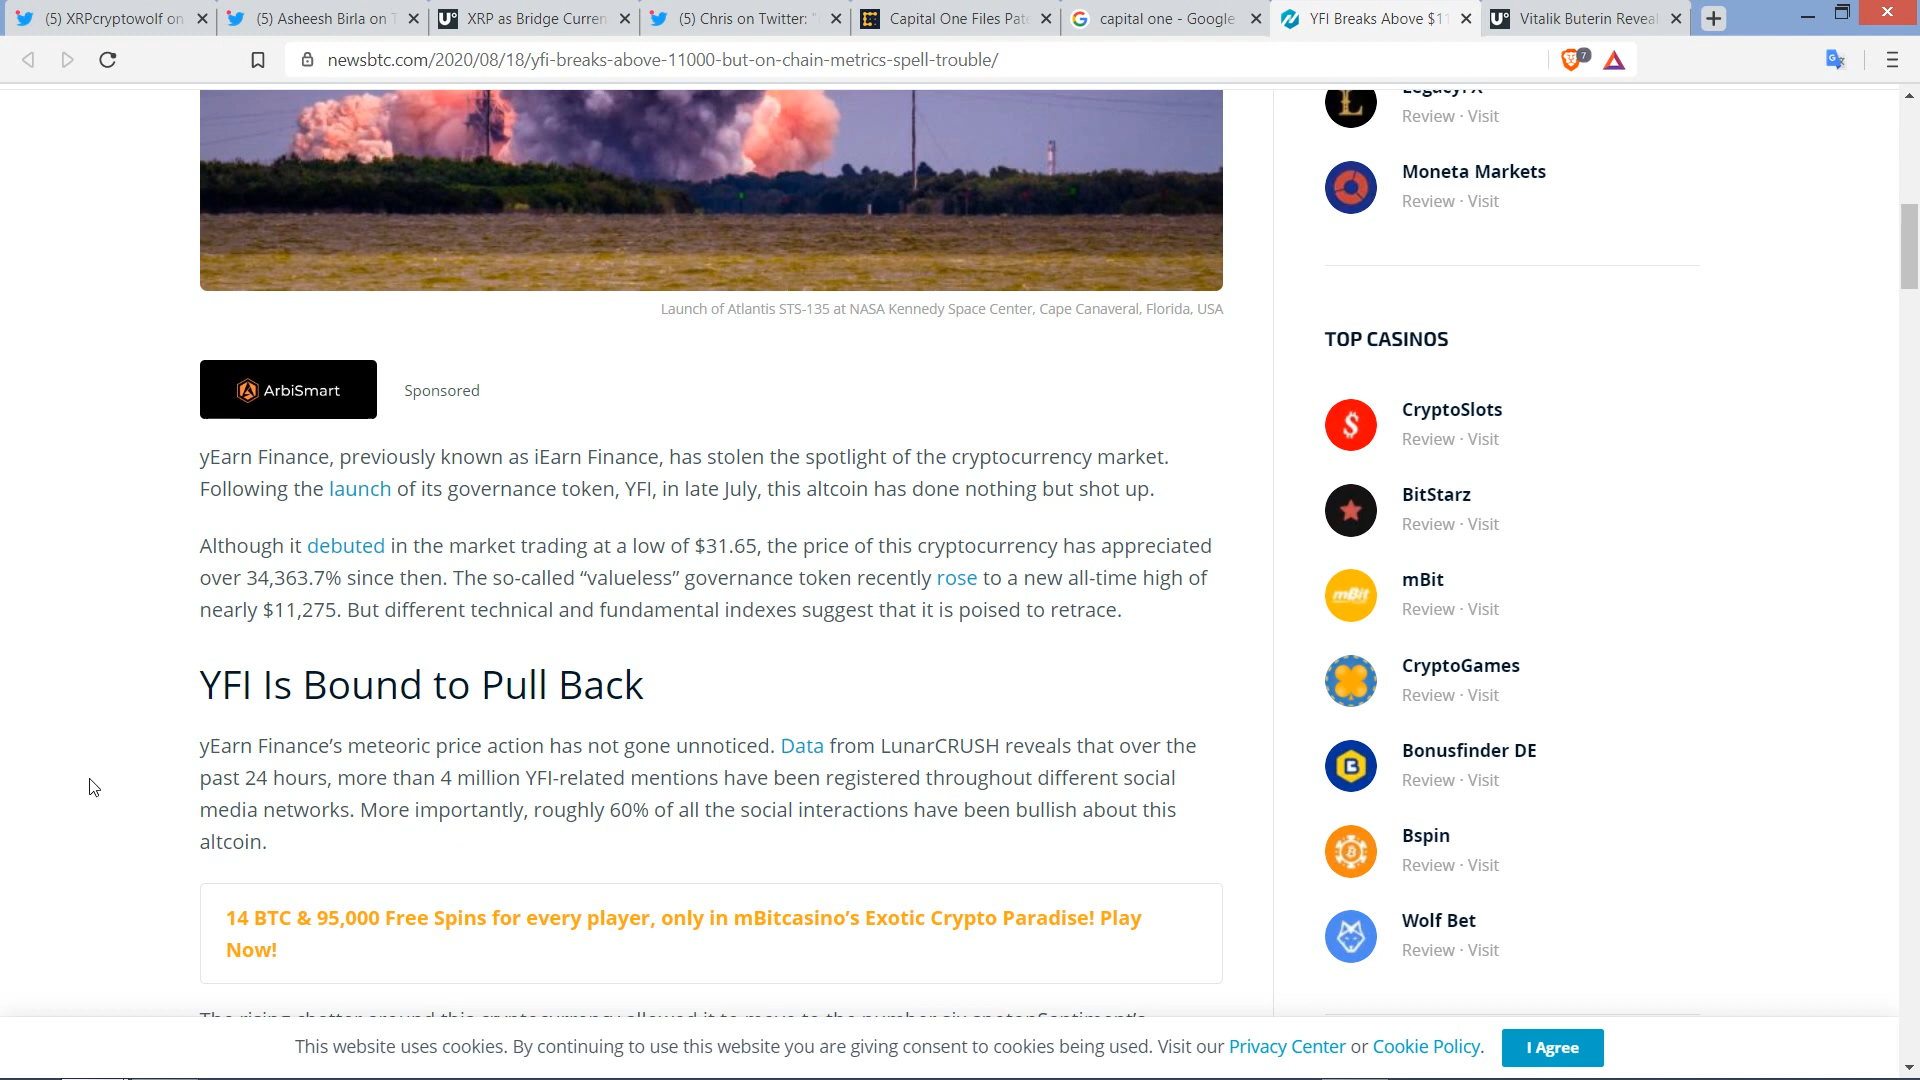 (5) XRPcryptowolf on
(5) Asheesh Birla on T
XRP as Bridge Curren
(5) Chris on Twitter: "
Capital One Files Pate
capital one - Google
YFI Breaks Above $11
Vitalik Buterin Reveal
newsbtc.com/2020/08/18/yfi-breaks-above-11000-but-on-chain-metrics-spell-trouble/
7
LegacyFX
Review · Visit
Moneta Markets
Review · Visit
Launch of Atlantis STS-135 at NASA Kennedy Space Center, Cape Canaveral, Florida, USA
ArbiSmart
Sponsored
yEarn Finance, previously known as iEarn Finance, has stolen the spotlight of the cryptocurrency market.
Following the launch of its governance token, YFI, in late July, this altcoin has done nothing but shot up.
Although it debuted in the market trading at a low of $31.65, the price of this cryptocurrency has appreciated
over 34,363.7% since then. The so-called “valueless” governance token recently rose to a new all-time high of
nearly $11,275. But different technical and fundamental indexes suggest that it is poised to retrace.
YFI Is Bound to Pull Back
yEarn Finance’s meteoric price action has not gone unnoticed. Data from LunarCRUSH reveals that over the
past 24 hours, more than 4 million YFI-related mentions have been registered throughout different social
media networks. More importantly, roughly 60% of all the social interactions have been bullish about this
altcoin.
14 BTC & 95,000 Free Spins for every player, only in mBitcasino’s Exotic Crypto Paradise! Play
Now!
TOP CASINOS
CryptoSlots
Review · Visit
BitStarz
Review · Visit
mBit
mBit
Review · Visit
CryptoGames
Review · Visit
Bonusfinder DE
Review · Visit
Bspin
Review · Visit
Wolf Bet
Review · Visit
This website uses cookies. By continuing to use this website you are giving consent to cookies being used. Visit our Privacy Center or Cookie Policy.
I Agree